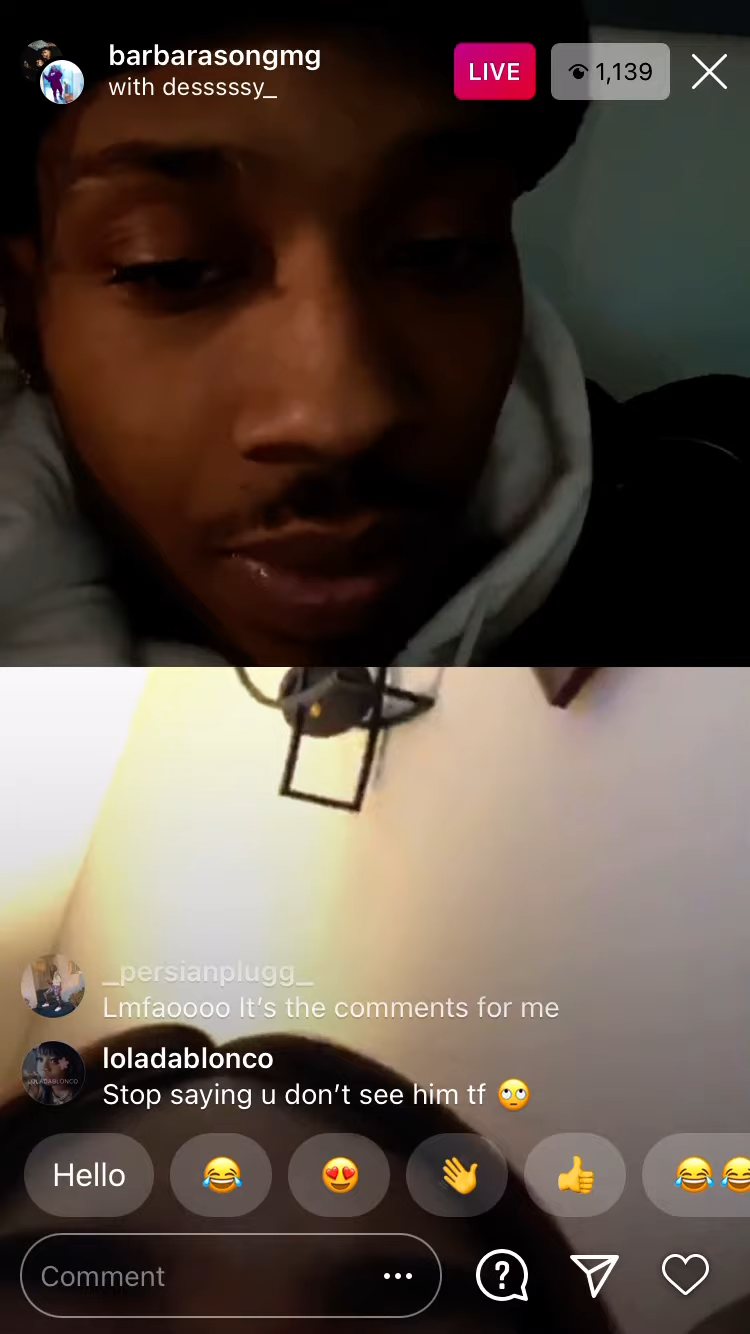 barbarasongmg
with desssssy_
LIVE
1,139
_persianplugg_
Lmfaoooo It’s the comments for me
loladablonco
Stop saying u don’t see him tf 🙄
Hello
Comment